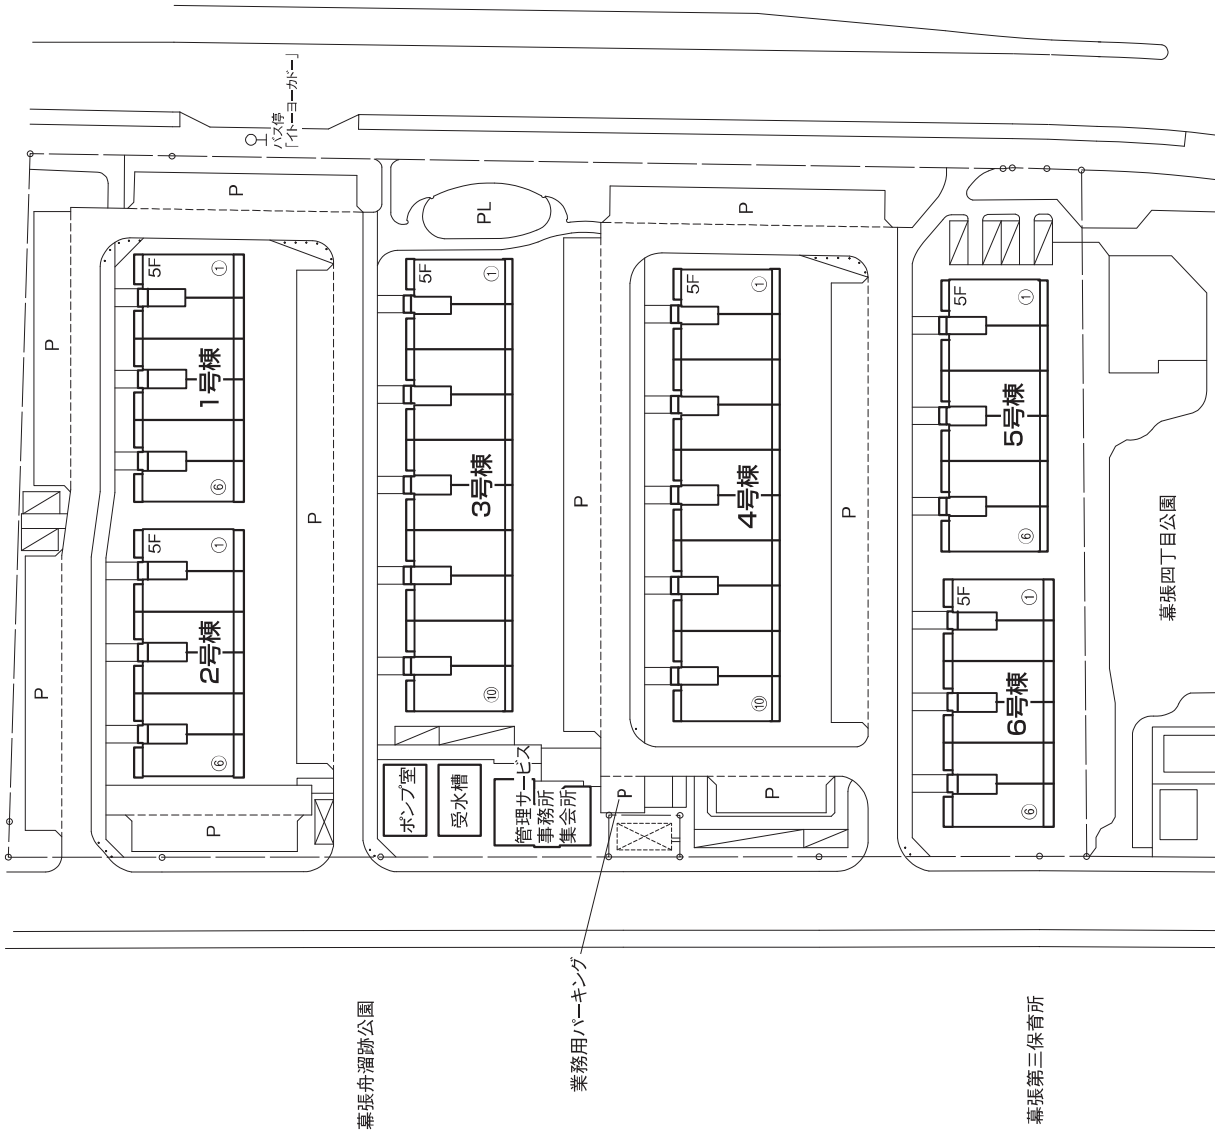 バス停
「イトーヨーカドー」
P
P
PL
P
5F
①
1号棟
⑥
5F
①
3号棟
⑩
5F
①
4号棟
⑩
5F
①
5号棟
⑥
P
P
P
P
5F
①
2号棟
⑥
5F
①
6号棟
⑥
P
P
ポンプ室
受水槽
管理サービス
事務所
集会所
P
P
業務用パーキング
幕張四丁目公園
幕張舟溜跡公園
幕張第三保育所